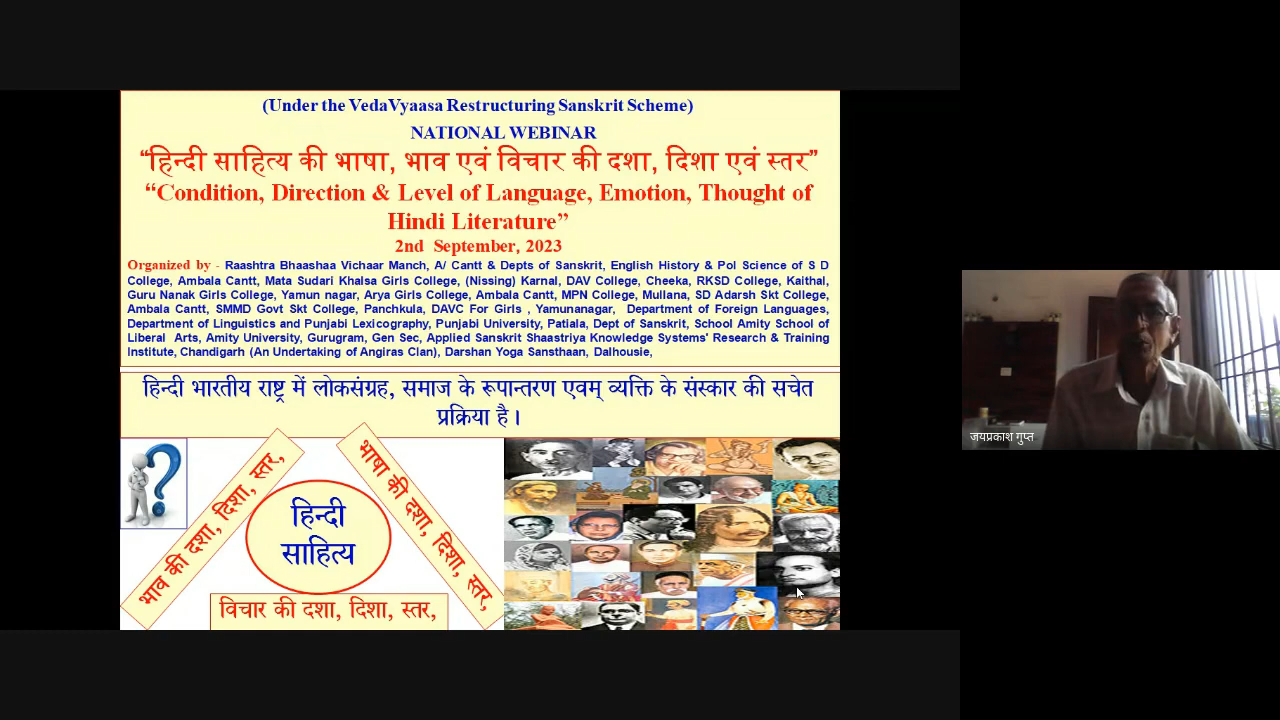 (Under the VedaVyaasa Restructuring Sanskrit Scheme)
NATIONAL WEBINAR
“हिन्दी साहित्य की भाषा, भाव एवं विचार की दशा, दिशा एवं स्तर”
“Condition, Direction & Level of Language, Emotion, Thought of
Hindi Literature”
2nd September, 2023
Organized by - Raashtra Bhaashaa Vichaar Manch, A/ Cantt & Depts of Sanskrit, English History & Pol Science of S D
College, Ambala Cantt, Mata Sudari Khalsa Girls College, (Nissing) Karnal, DAV College, Cheeka, RKSD College, Kaithal,
Guru Nanak Girls College, Yamun nagar, Arya Girls College, Ambala Cantt, MPN College, Mullana, SD Adarsh Skt College,
Ambala Cantt, SMMD Govt Skt College, Panchkula, DAVC For Girls , Yamunanagar, Department of Foreign Languages,
Department of Linguistics and Punjabi Lexicography, Punjabi University, Patiala, Dept of Sanskrit, School Amity School of
Liberal Arts, Amity University, Gurugram, Gen Sec, Applied Sanskrit Shaastriya Knowledge Systems' Research & Training
Institute, Chandigarh (An Undertaking of Angiras Clan), Darshan Yoga Sansthaan, Dalhousie,
हिन्दी भारतीय राष्ट्र में लोकसंग्रह, समाज के रूपान्तरण एवम् व्यक्ति के संस्कार की सचेत
प्रक्रिया है।
भाव की दशा, दिशा, स्तर,
भाषा की दशा, दिशा, स्तर,
हिन्दी
साहित्य
विचार की दशा, दिशा, स्तर,
जयप्रकाश गुप्त